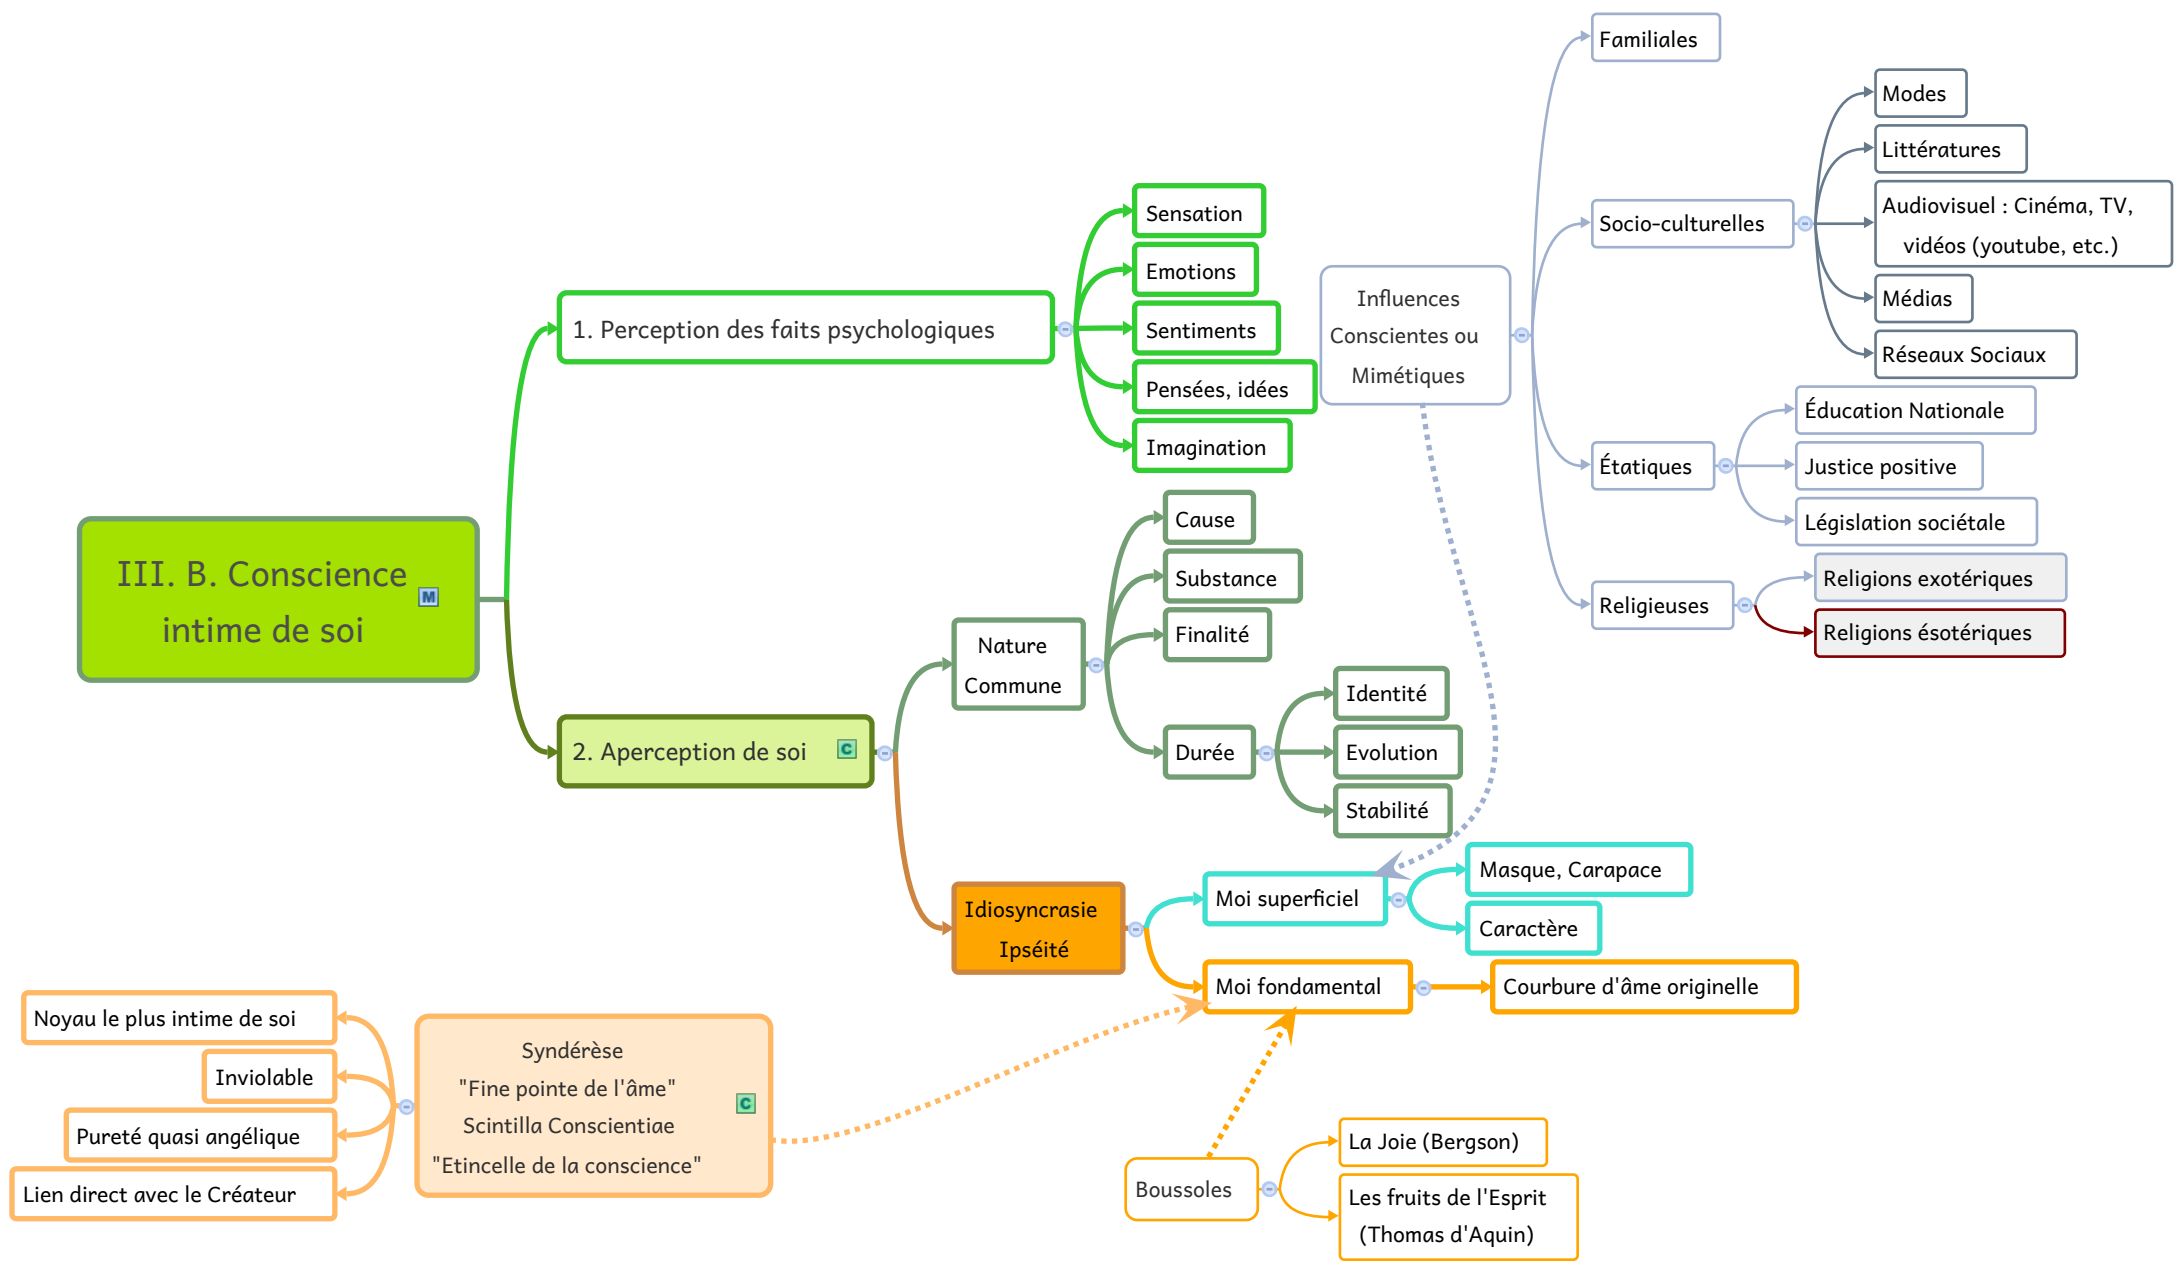 III. B. Conscience
intime de soi
M
1. Perception des faits psychologiques
Sensation
Emotions
Sentiments
Pensées, idées
Imagination
2. Aperception de soi
C
Nature
Commune
Cause
Substance
Finalité
Durée
Identité
Evolution
Stabilité
Idiosyncrasie
Ipséité
Moi superficiel
Masque, Carapace
Caractère
Moi fondamental
Courbure d'âme originelle
Influences
Conscientes ou
Mimétiques
Familiales
Socio-culturelles
Modes
Littératures
Audiovisuel : Cinéma, TV,
vidéos (youtube, etc.)
Médias
Réseaux Sociaux
Étatiques
Éducation Nationale
Justice positive
Législation sociétale
Religieuses
Religions exotériques
Religions ésotériques
Syndérèse
"Fine pointe de l'âme"
Scintilla Conscientiae
"Etincelle de la conscience"
C
Noyau le plus intime de soi
Inviolable
Pureté quasi angélique
Lien direct avec le Créateur
Boussoles
La Joie (Bergson)
Les fruits de l'Esprit
(Thomas d'Aquin)